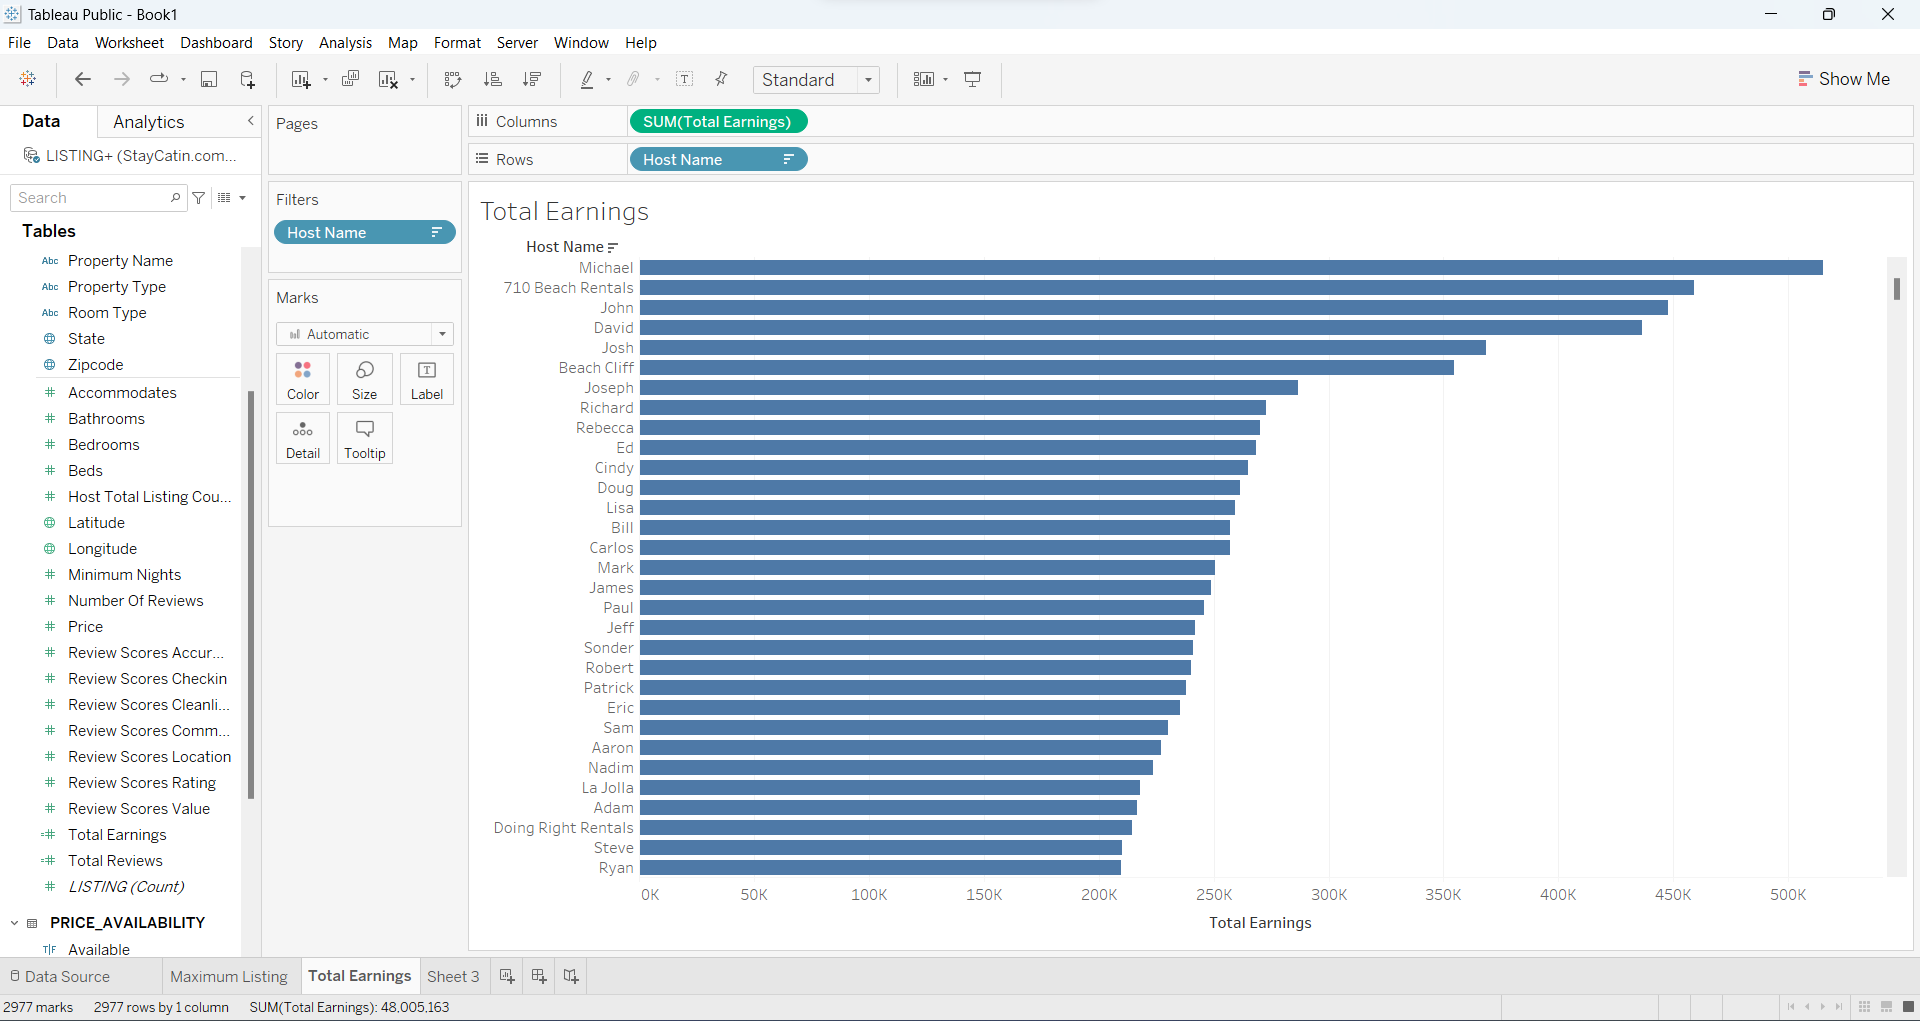 Tableau Public - Book1
File Data Worksheet Dashboard Story Analysis Map Format Server Window Help
Standard
Show Me
Data Analytics
LISTING+ (StayCatin.com...
Search
Tables
Abc Property Name
Abc Property Type
Abc Room Type
State
Zipcode
Accommodates
Bathrooms
Bedrooms
Beds
Host Total Listing Cou...
Latitude
Longitude
Minimum Nights
Number Of Reviews
Price
Review Scores Accur...
Review Scores Checkin
Review Scores Cleanli...
Review Scores Comm...
Review Scores Location
Review Scores Rating
Review Scores Value
Total Earnings
Total Reviews
LISTING (Count)
PRICE_AVAILABILITY
T|F Available
Pages
Filters
Host Name
Marks
Automatic
Color Size Label
Detail Tooltip
Columns SUM(Total Earnings)
Rows Host Name
Total Earnings
Host Name
Michael
710 Beach Rentals
John
David
Josh
Beach Cliff
Joseph
Richard
Rebecca
Ed
Cindy
Doug
Lisa
Bill
Carlos
Mark
James
Paul
Jeff
Sonder
Robert
Patrick
Eric
Sam
Aaron
Nadim
La Jolla
Adam
Doing Right Rentals
Steve
Ryan
0K 50K 100K 150K 200K 250K 300K 350K 400K 450K 500K
Total Earnings
Data Source Maximum Listing Total Earnings Sheet 3
2977 marks 2977 rows by 1 column SUM(Total Earnings): 48,005,163